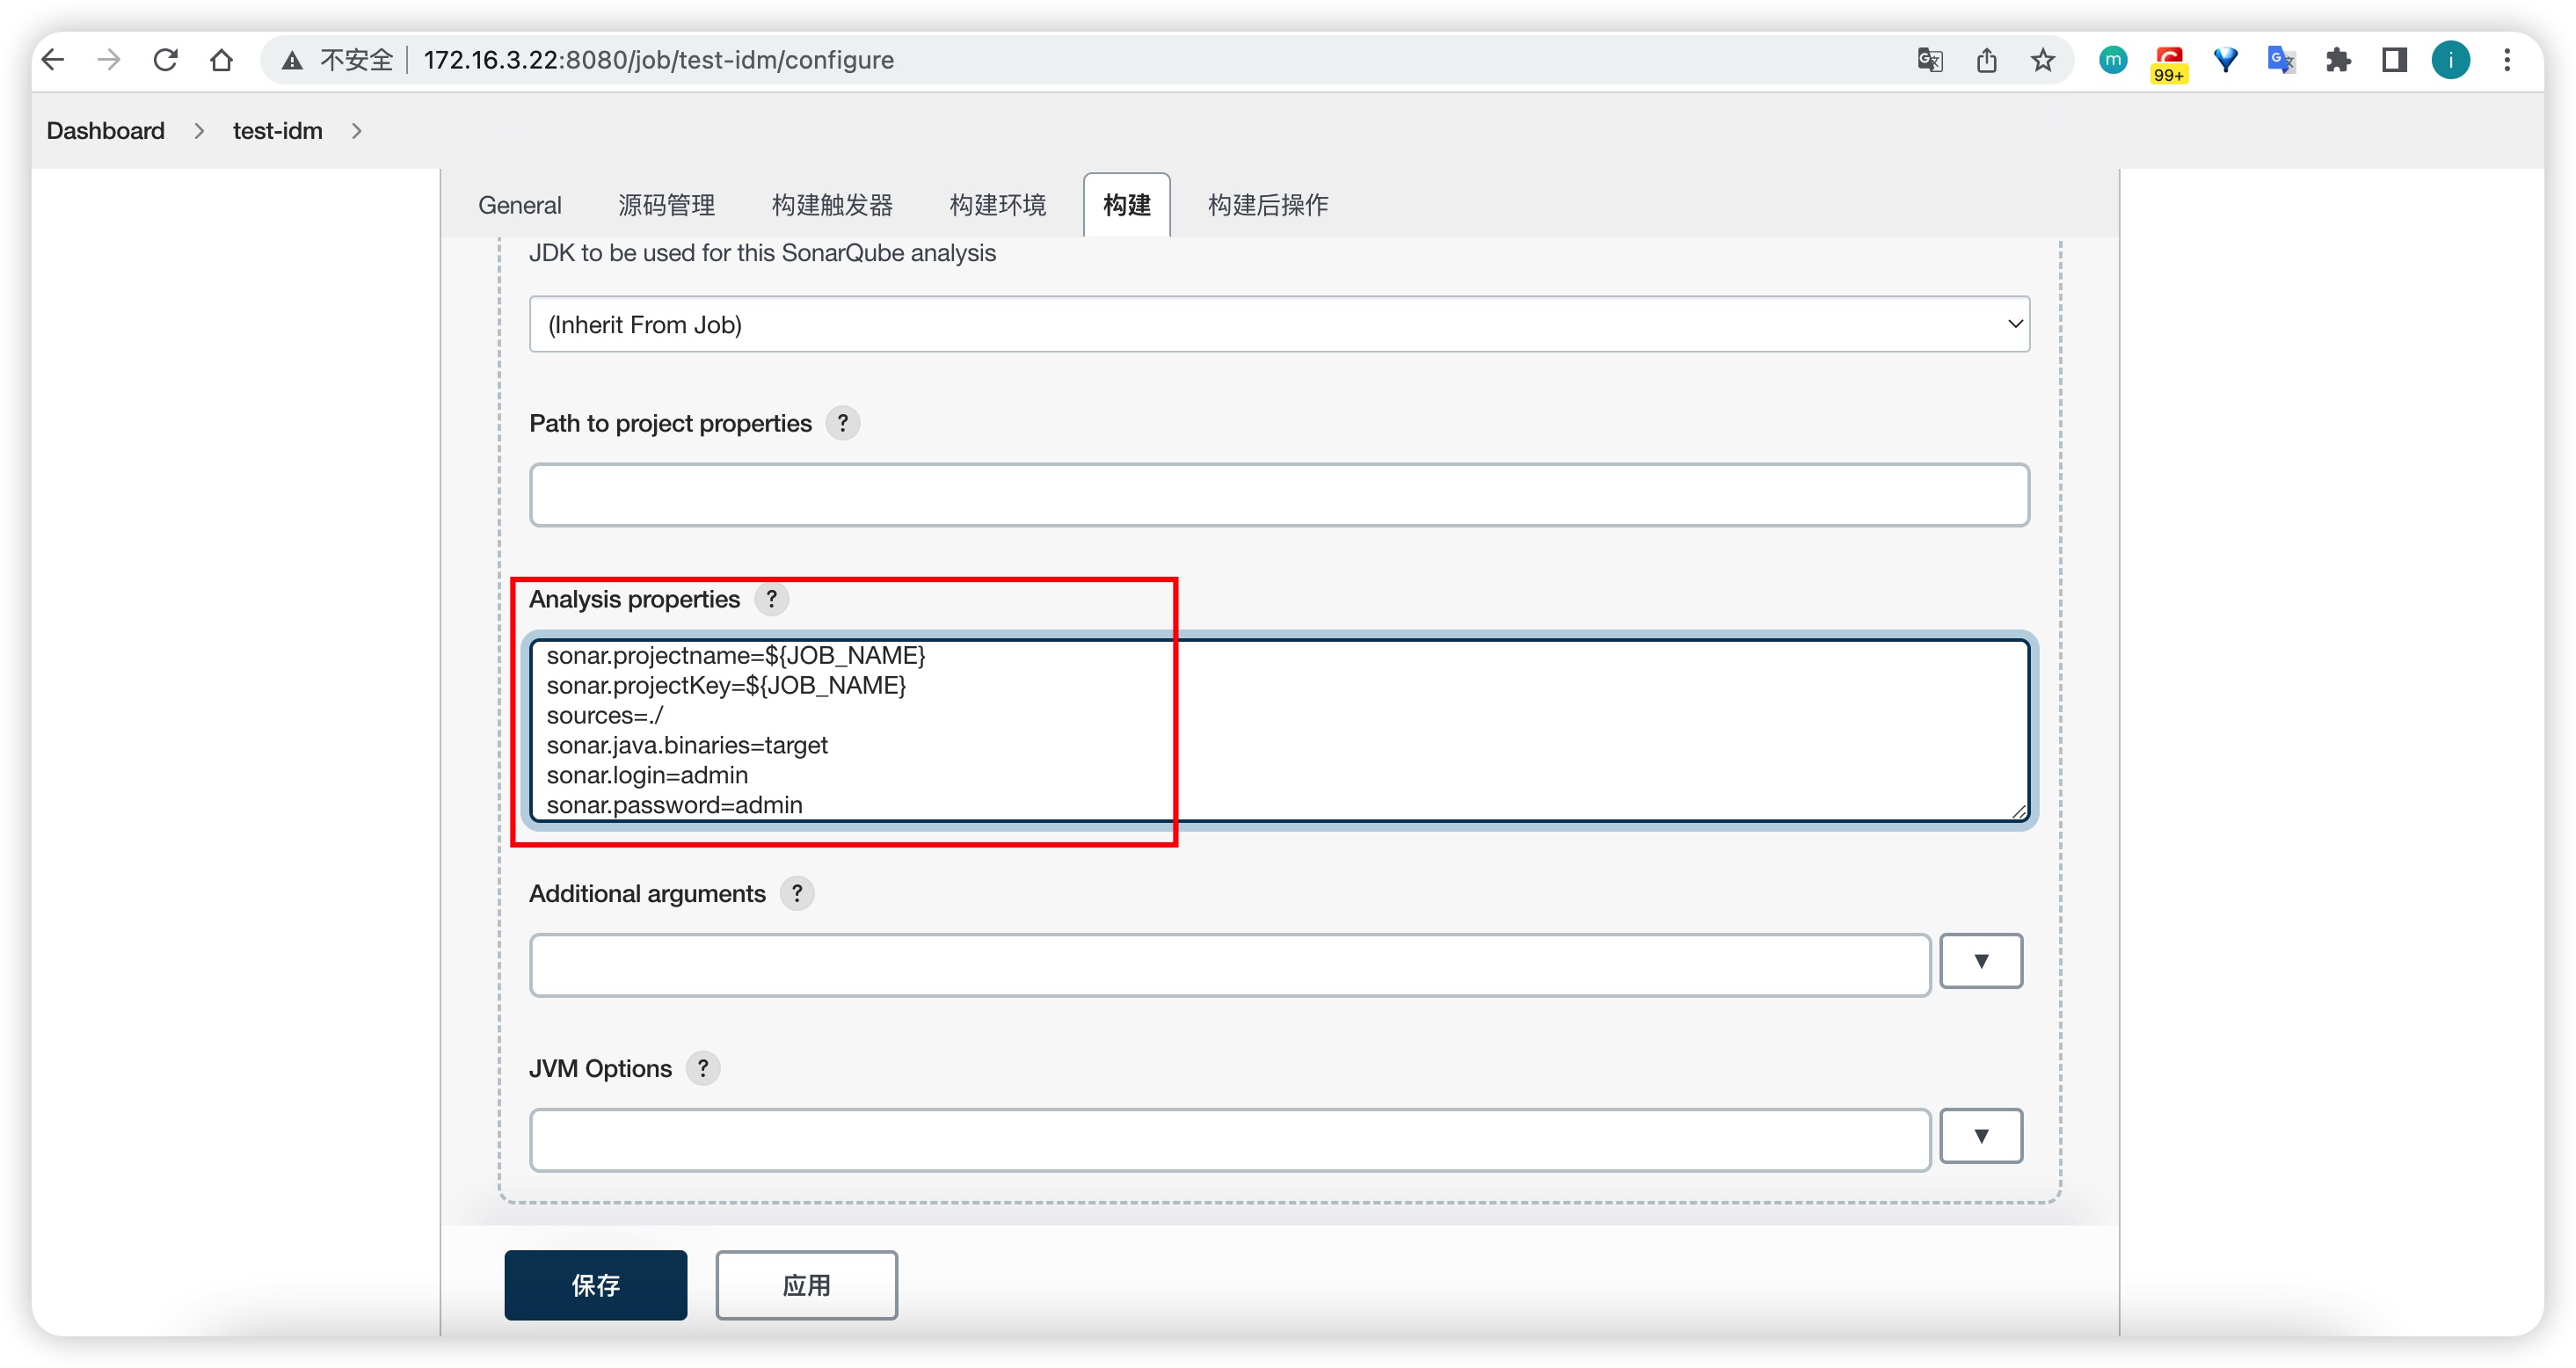 不安全 172.16.3.22:8080/job/test-idm/configure
m
99+
G
i
Dashboard > test-idm >
General 源码管理 构建触发器 构建环境 构建 构建后操作
JDK to be used for this SonarQube analysis
(Inherit From Job)
Path to project properties ?
Analysis properties ?
sonar.projectname=${JOB_NAME}
sonar.projectKey=${JOB_NAME}
sources=./
sonar.java.binaries=target
sonar.login=admin
sonar.password=admin
Additional arguments ?
▼
JVM Options ?
▼
保存 应用